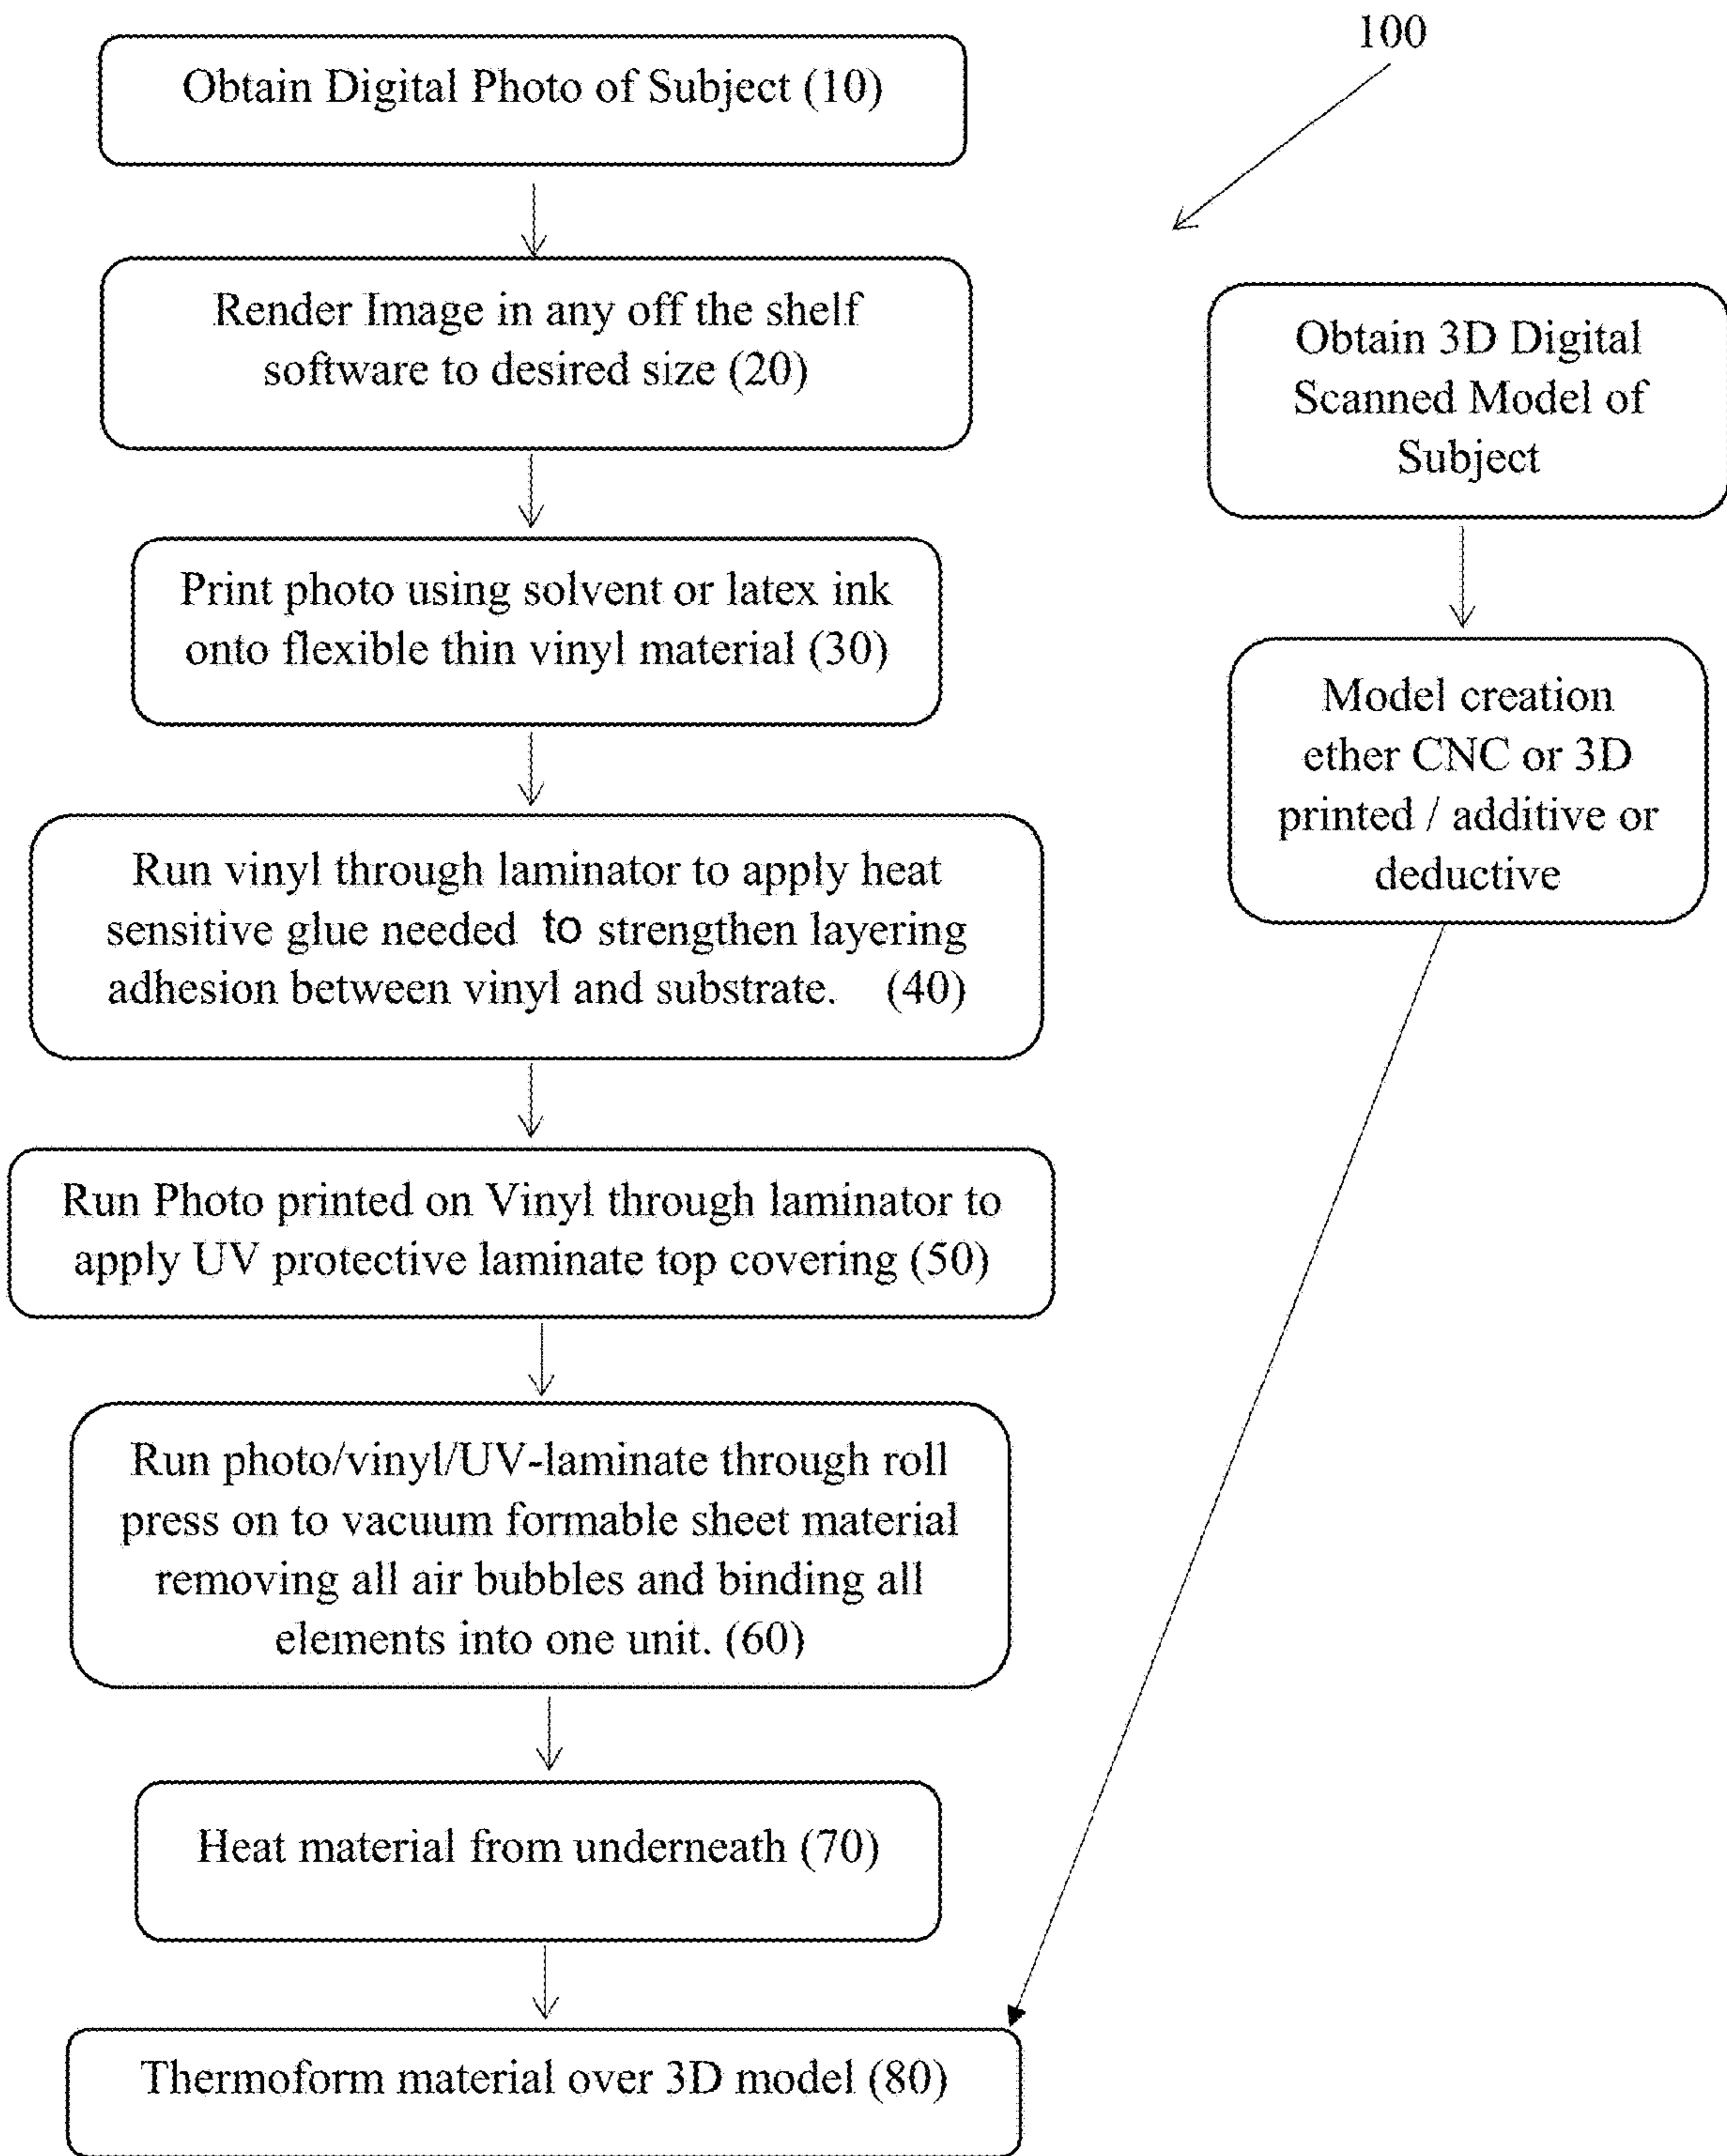 100
Obtain Digital Photo of Subject (10)
Render Image in any off the shelf
software to desired size (20)
Print photo using solvent or latex ink
onto flexible thin vinyl material (30)
Run vinyl through laminator to apply heat
sensitive glue needed to strengthen layering
adhesion between vinyl and substrate. (40)
Run Photo printed on Vinyl through laminator to
apply UV protective laminate top covering (50)
Run photo/vinyl/UV-laminate through roll
press on to vacuum formable sheet material
removing all air bubbles and binding all
elements into one unit. (60)
Heat material from underneath (70)
Thermoform material over 3D model (80)
Obtain 3D Digital
Scanned Model of
Subject
Model creation
ether CNC or 3D
printed / additive or
deductive